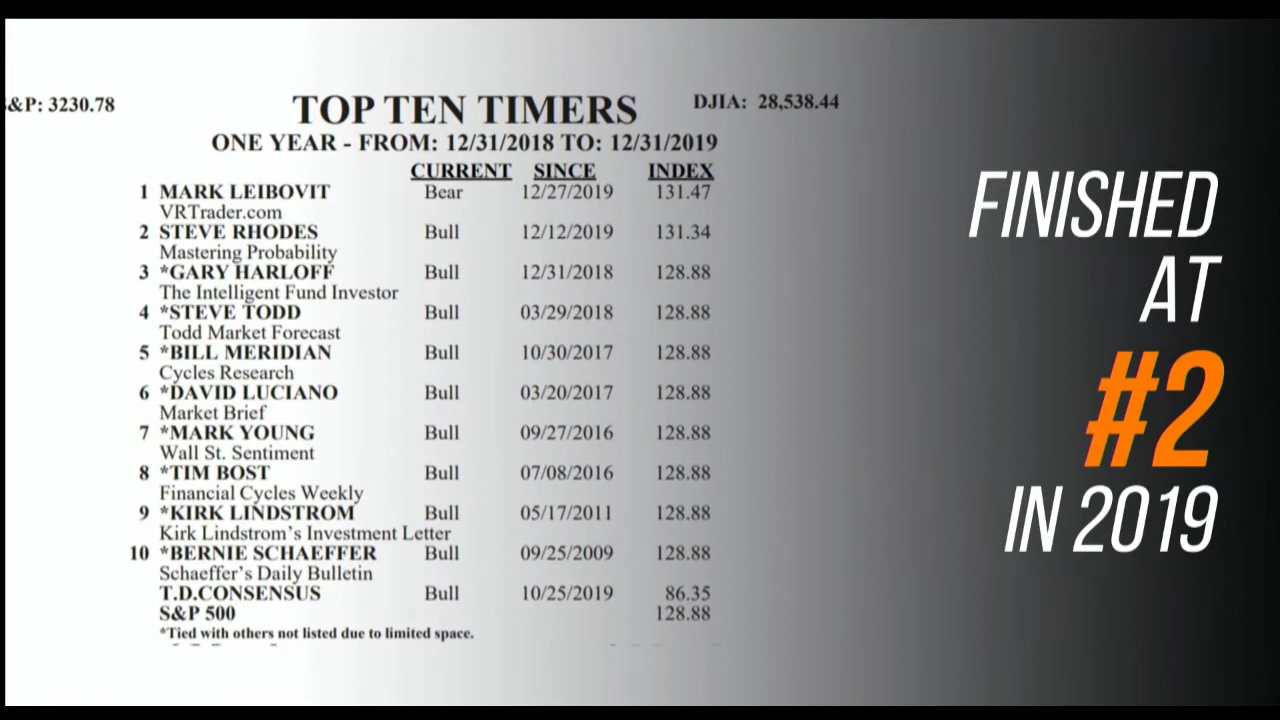 &P: 3230.78
TOP TEN TIMERS
DJIA: 28,538.44
ONE YEAR - FROM: 12/31/2018 TO: 12/31/2019
CURRENT SINCE INDEX
1 MARK LEIBOVIT Bear 12/27/2019 131.47
VRTrader.com
2 STEVE RHODES Bull 12/12/2019 131.34
Mastering Probability
3 *GARY HARLOFF Bull 12/31/2018 128.88
The Intelligent Fund Investor
4 *STEVE TODD Bull 03/29/2018 128.88
Todd Market Forecast
5 *BILL MERIDIAN Bull 10/30/2017 128.88
Cycles Research
6 *DAVID LUCIANO Bull 03/20/2017 128.88
Market Brief
7 *MARK YOUNG Bull 09/27/2016 128.88
Wall St. Sentiment
8 *TIM BOST Bull 07/08/2016 128.88
Financial Cycles Weekly
9 *KIRK LINDSTROM Bull 05/17/2011 128.88
Kirk Lindstrom's Investment Letter
10 *BERNIE SCHAEFFER Bull 09/25/2009 128.88
Schaeffer's Daily Bulletin
T.D.CONSENSUS Bull 10/25/2019 86.35
S&P 500 128.88
*Tied with others not listed due to limited space.
FINISHED
AT
#2
IN 2019